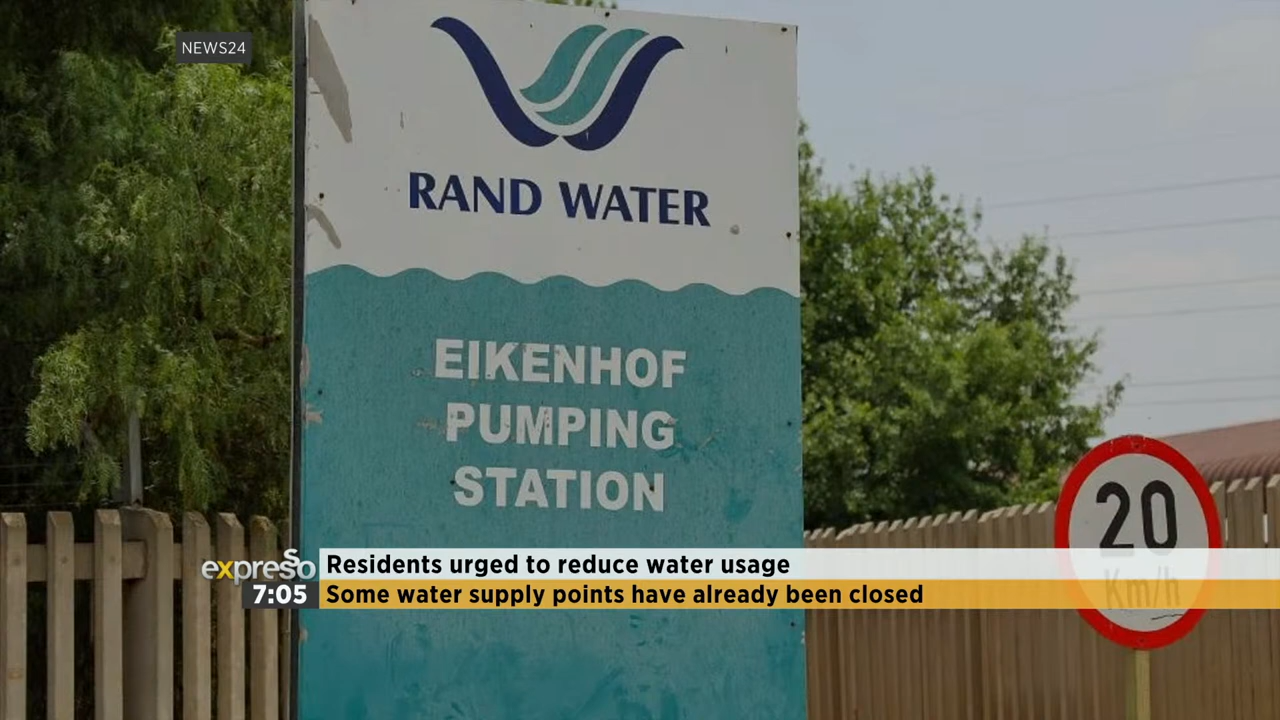 NEWS24
RAND WATER
EIKENHOF
PUMPING
STATION
20
Km/h
expresso
7:05
Residents urged to reduce water usage
Some water supply points have already been closed